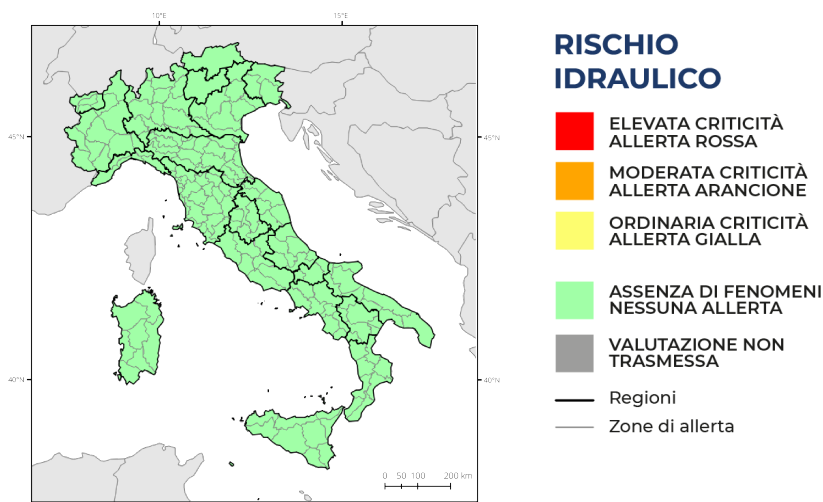 10°E
15°E
45°N
45°N
40°N
40°N
0 50 100 200 km
RISCHIO
IDRAULICO
ELEVATA CRITICITÀ
ALLERTA ROSSA
MODERATA CRITICITÀ
ALLERTA ARANCIONE
ORDINARIA CRITICITÀ
ALLERTA GIALLA
ASSENZA DI FENOMENI
NESSUNA ALLERTA
VALUTAZIONE NON
TRASMESSA
Regioni
Zone di allerta